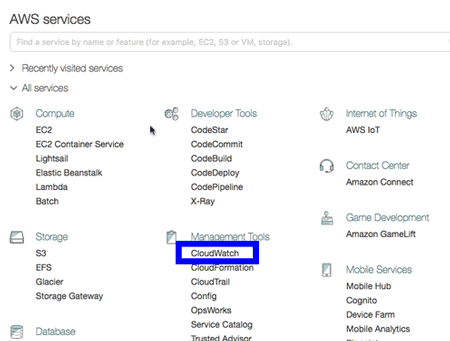 AWS services
Find a service by name or feature (for example, EC2, S3 or VM, storage).
Recently visited services
All services
Compute
EC2
EC2 Container Service
Lightsail
Elastic Beanstalk
Lambda
Batch
Storage
S3
EFS
Glacier
Storage Gateway
Database
Developer Tools
CodeStar
CodeCommit
CodeBuild
CodeDeploy
CodePipeline
X-Ray
Management Tools
CloudWatch
CloudFormation
CloudTrail
Config
OpsWorks
Service Catalog
Trusted Advisor
Internet of Things
AWS IoT
Contact Center
Amazon Connect
Game Development
Amazon GameLift
Mobile Services
Mobile Hub
Cognito
Device Farm
Mobile Analytics